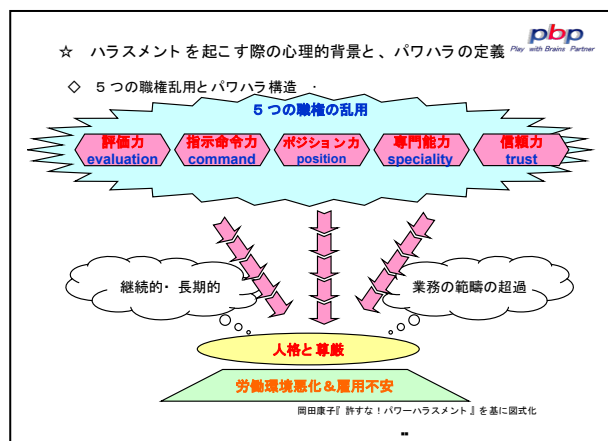 pbp
Play with Brains Partner
☆ ハラスメントを起こす際の心理的背景と、パワハラの定義
◇ ５つの職権乱用とパワハラ構造 .
５つの職権の乱用
評価力 指示命令力 ポジション力 専門能力 信頼力
evaluation command position speciality trust
継続的・長期的 業務の範疇の超過
人格と尊厳
労働環境悪化＆雇用不安
岡田康子『許すな！パワーハラスメント』を基に図式化